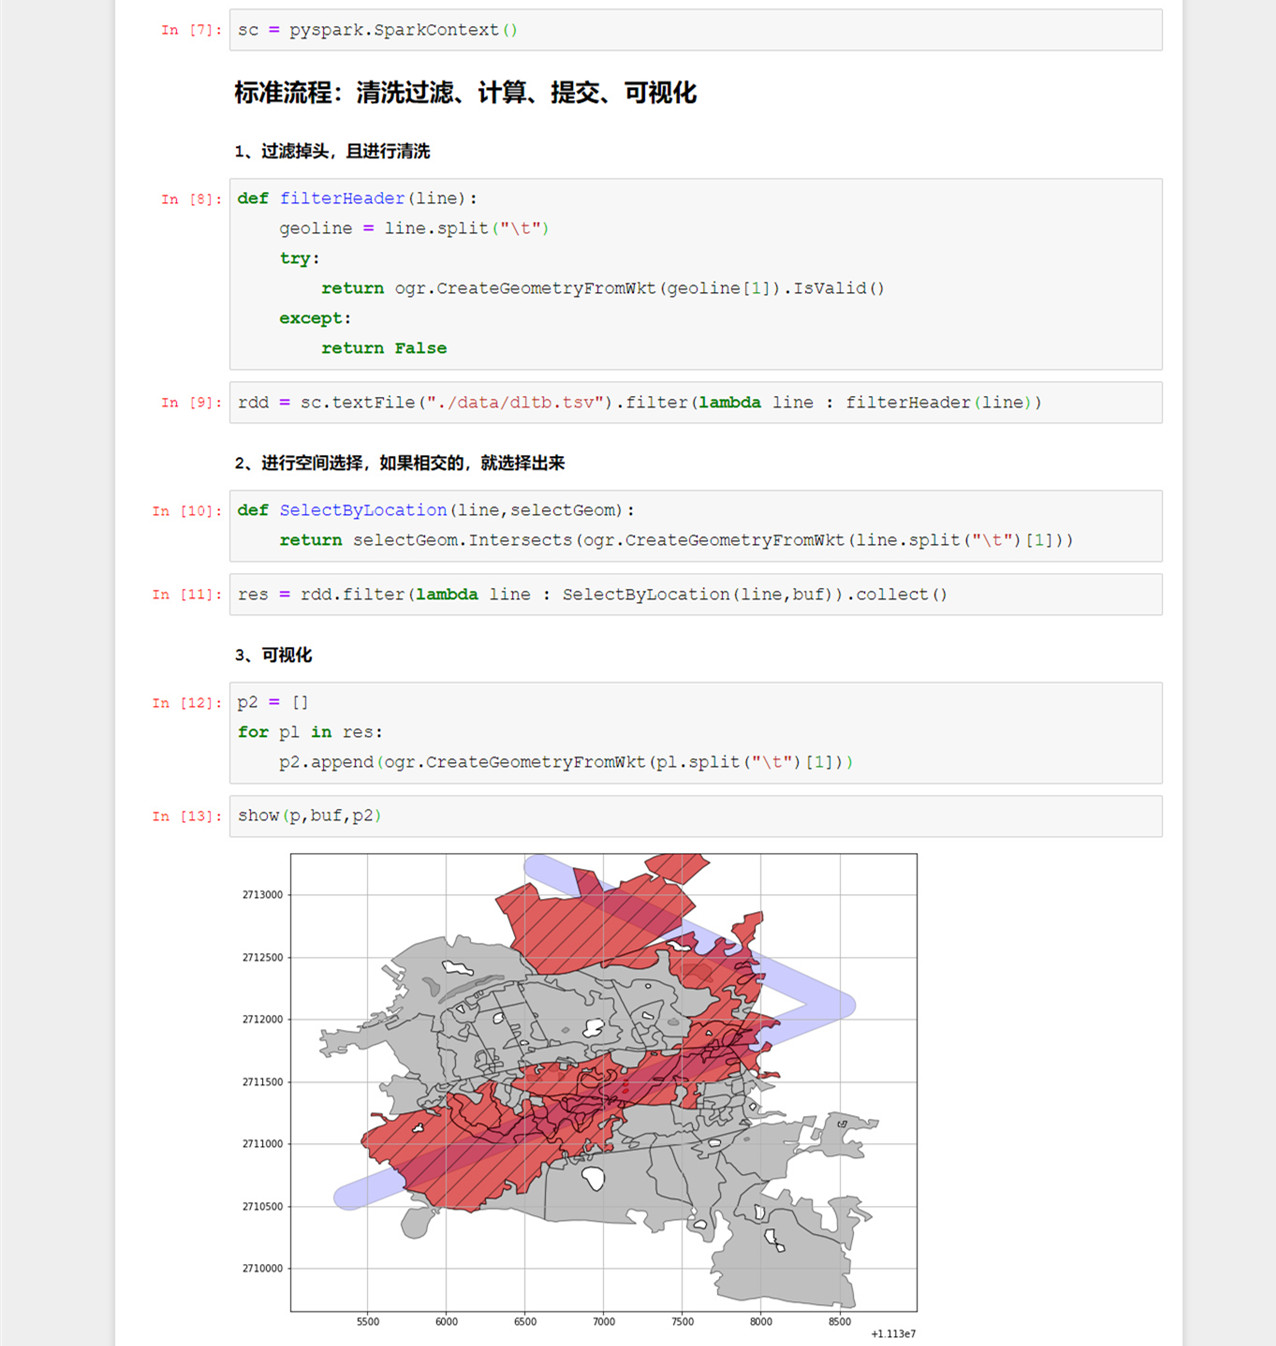 In [7]: sc = pyspark.SparkContext()
标准流程：清洗过滤、计算、提交、可视化
1、过滤掉头，且进行清洗
In [8]: def filterHeader(line):
    geoline = line.split("\t")
    try:
        return ogr.CreateGeometryFromWkt(geoline[1]).IsValid()
    except:
        return False
In [9]: rdd = sc.textFile("./data/dltb.tsv").filter(lambda line : filterHeader(line))
2、进行空间选择，如果相交的，就选择出来
In [10]: def SelectByLocation(line,selectGeom):
    return selectGeom.Intersects(ogr.CreateGeometryFromWkt(line.split("\t")[1]))
In [11]: res = rdd.filter(lambda line : SelectByLocation(line,buf)).collect()
3、可视化
In [12]: p2 = []
for pl in res:
    p2.append(ogr.CreateGeometryFromWkt(pl.split("\t")[1]))
In [13]: show(p,buf,p2)
2713000
2712500
2712000
2711500
2711000
2710500
2710000
5500 6000 6500 7000 7500 8000 8500
+1.113e7